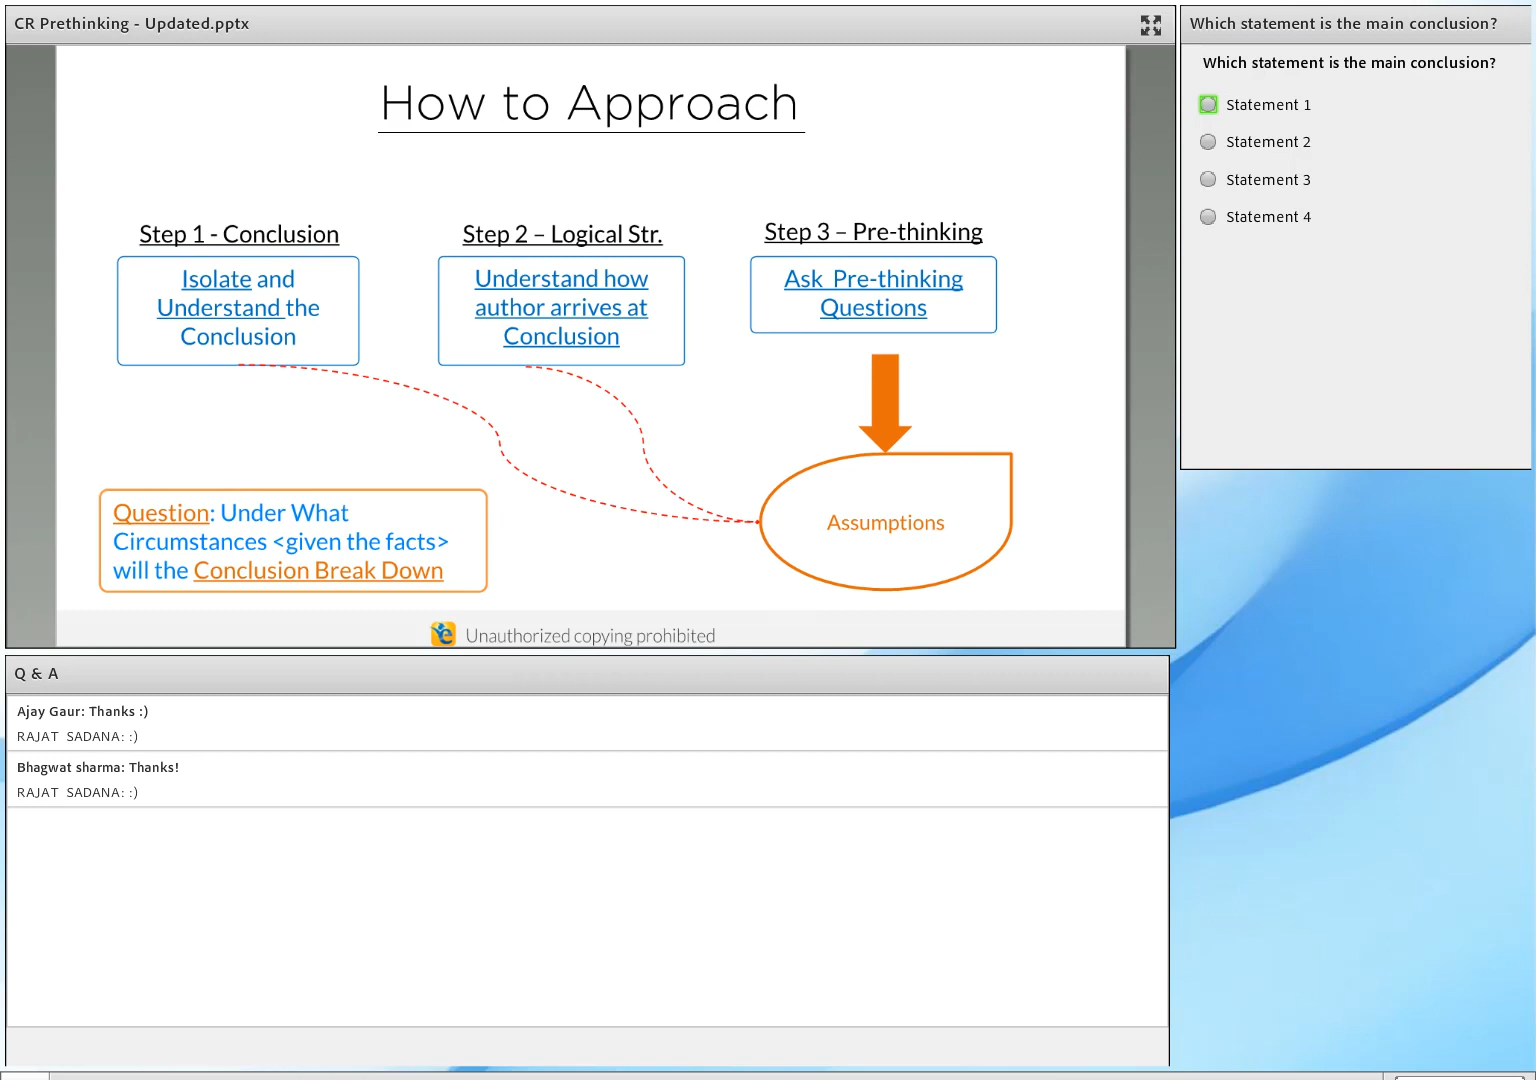 CR Prethinking - Updated.pptx
How to Approach
Step 1 - Conclusion
Isolate and
Understand the
Conclusion
Step 2 – Logical Str.
Understand how
author arrives at
Conclusion
Step 3 – Pre-thinking
Ask Pre-thinking
Questions
Assumptions
Question: Under What
Circumstances <given the facts>
will the Conclusion Break Down
Unauthorized copying prohibited
Which statement is the main conclusion?
Which statement is the main conclusion?
Statement 1
Statement 2
Statement 3
Statement 4
Q & A
Ajay Gaur: Thanks :)
RAJAT SADANA: :)
Bhagwat sharma: Thanks!
RAJAT SADANA: :)